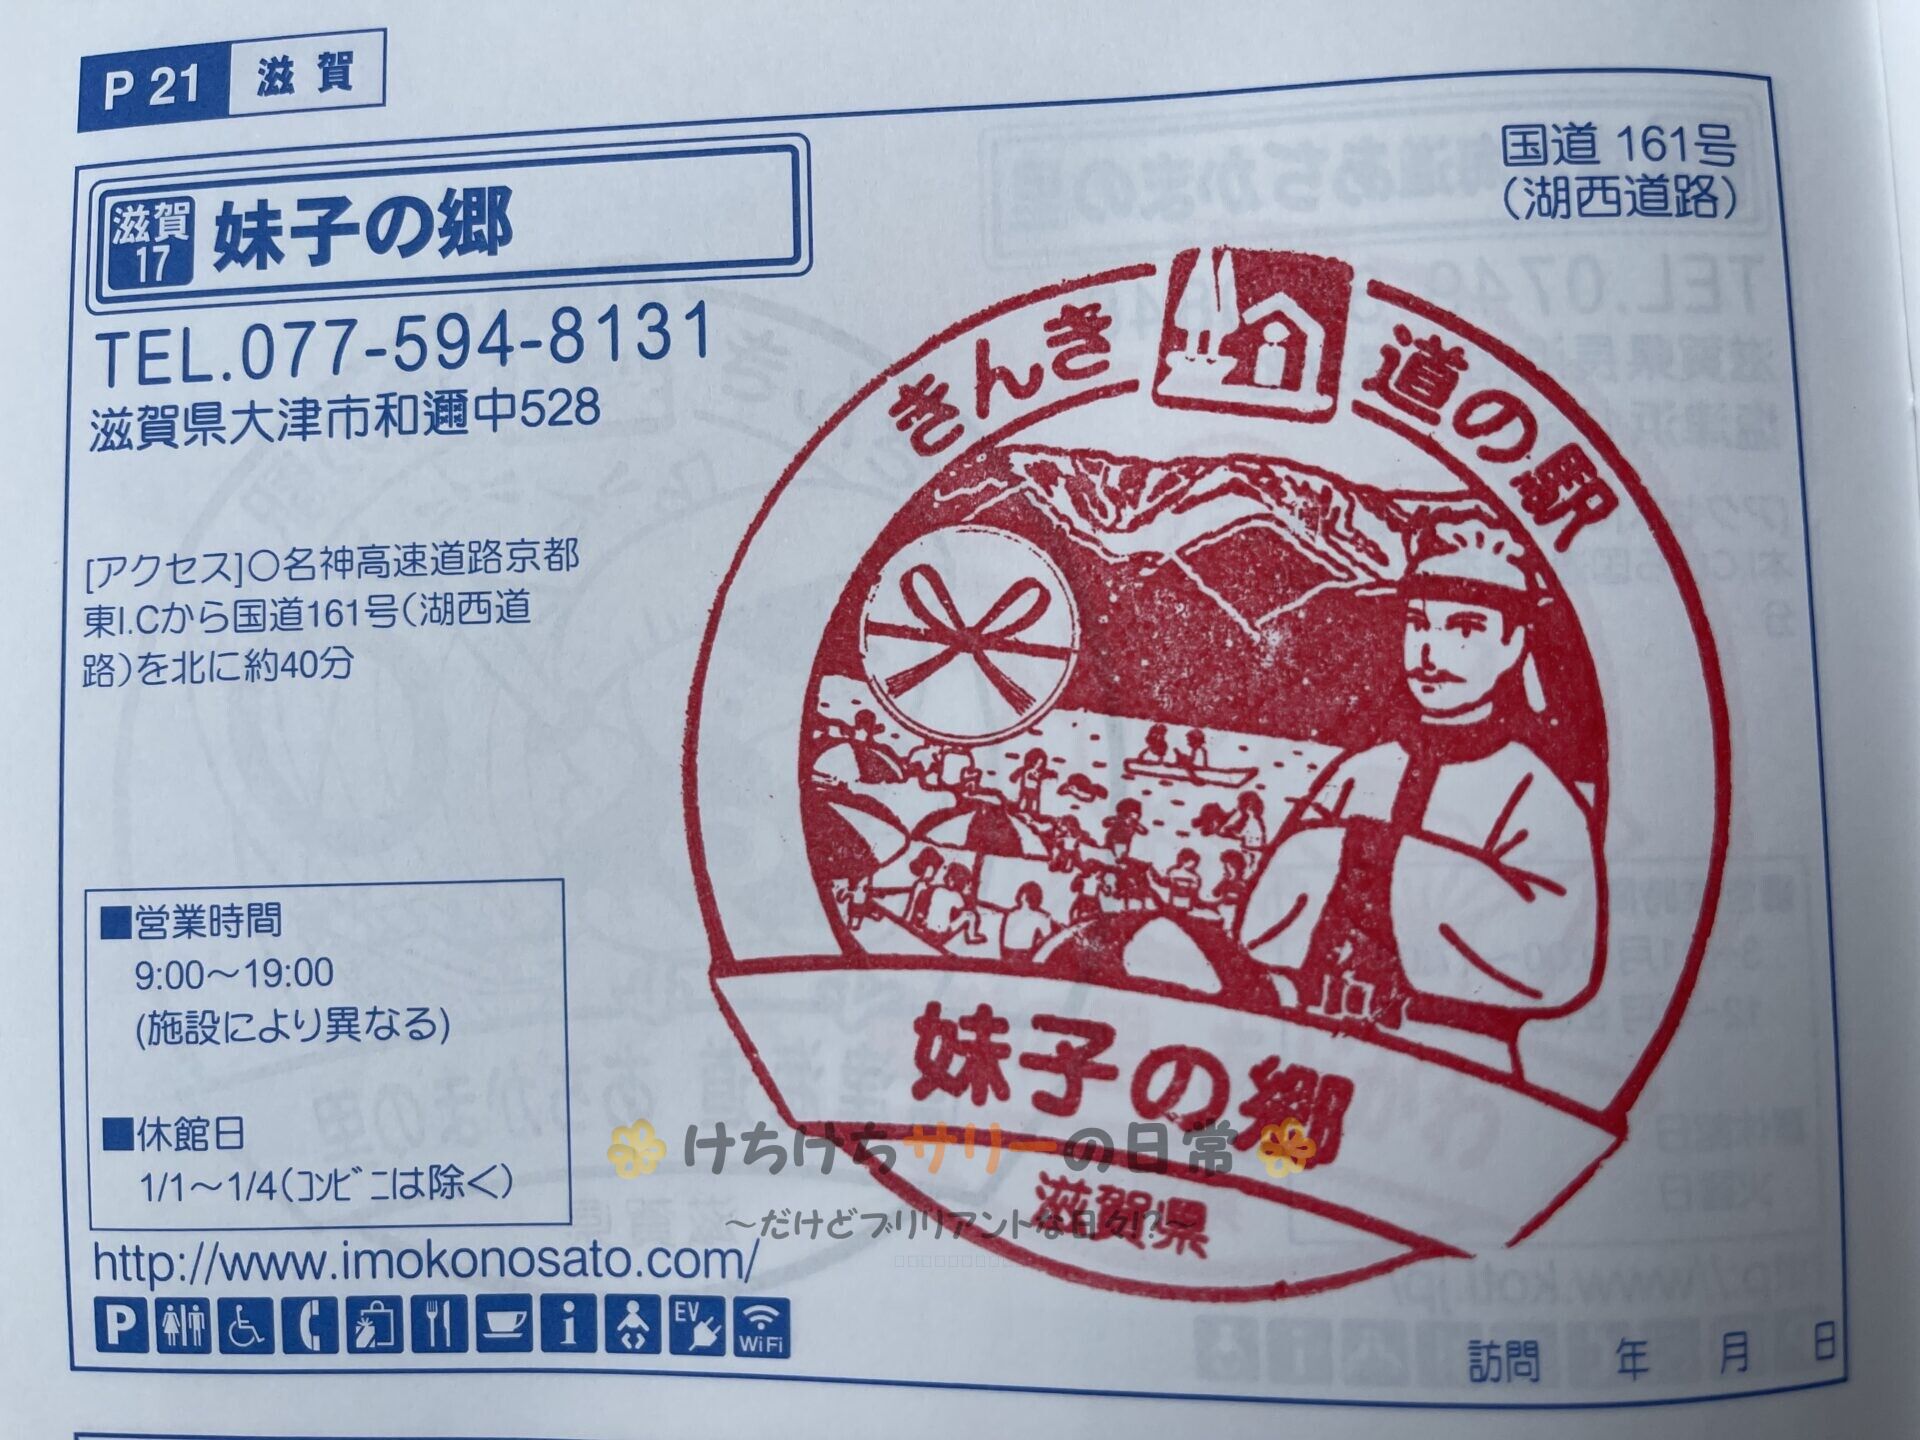 P 21 滋賀
国道 161号
(湖西道路)
滋賀
17
妹子の郷
TEL.077-594-8131
滋賀県大津市和邇中528
[アクセス]○名神高速道路京都
東I.Cから国道161号(湖西道
路)を北に約40分
■営業時間
9:00～19:00
(施設により異なる)
■休館日
1/1～1/4(ｺﾝﾋﾞﾆは除く)
http://www.imokonosato.com/
P
i
EV
WiFi
きんき 道の駅
妹子の郷
滋賀県
けちけちサリーの日常
～だけどブリリアントな日々!?～
訪問 年 月 日